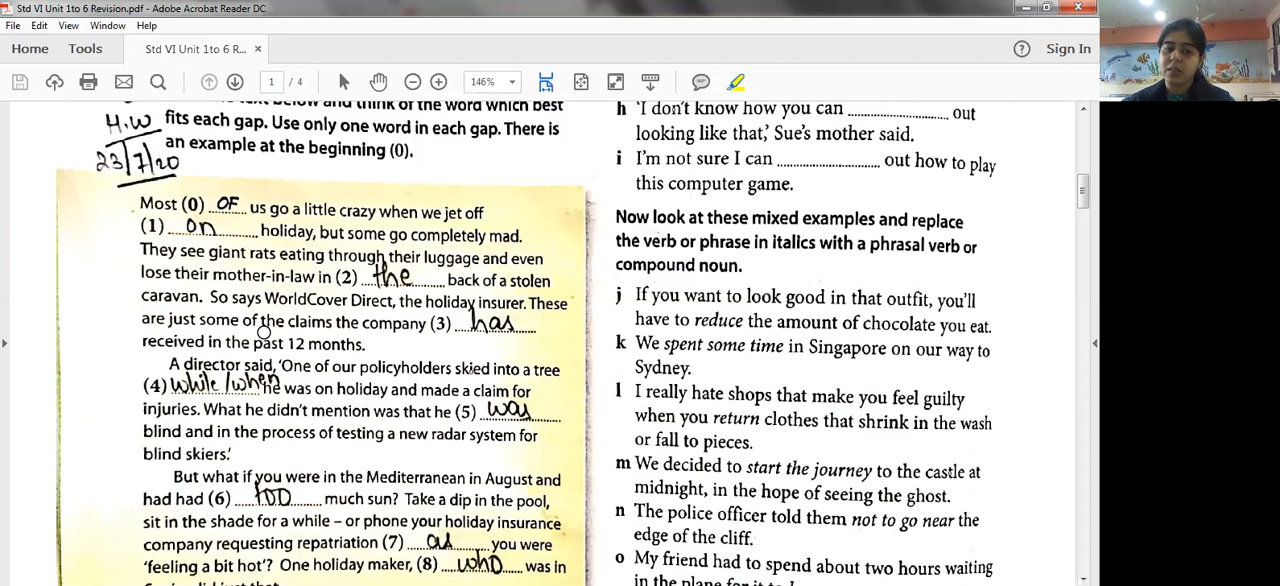 Std VI Unit 1to 6 Revision.pdf - Adobe Acrobat Reader DC
File Edit View Window Help
Home Tools Std VI Unit 1to 6 R... × ? Sign In
1 / 4 146%
text below and think of the word which best
H.W fits each gap. Use only one word in each gap. There is
23/7/20 an example at the beginning (0).
Most (0) OF us go a little crazy when we jet off
(1) on holiday, but some go completely mad.
They see giant rats eating through their luggage and even
lose their mother-in-law in (2) the back of a stolen
caravan. So says WorldCover Direct, the holiday insurer. These
are just some of the claims the company (3) has
received in the past 12 months.
A director said, 'One of our policyholders skied into a tree
(4) while/when he was on holiday and made a claim for
injuries. What he didn't mention was that he (5) was
blind and in the process of testing a new radar system for
blind skiers.'
But what if you were in the Mediterranean in August and
had had (6) too much sun? Take a dip in the pool,
sit in the shade for a while – or phone your holiday insurance
company requesting repatriation (7) as you were
'feeling a bit hot'? One holiday maker, (8) who was in
h 'I don't know how you can ........................ out
looking like that,' Sue's mother said.
i I'm not sure I can ........................ out how to play
this computer game.
Now look at these mixed examples and replace
the verb or phrase in italics with a phrasal verb or
compound noun.
j If you want to look good in that outfit, you'll
have to reduce the amount of chocolate you eat.
k We spent some time in Singapore on our way to
Sydney.
l I really hate shops that make you feel guilty
when you return clothes that shrink in the wash
or fall to pieces.
m We decided to start the journey to the castle at
midnight, in the hope of seeing the ghost.
n The police officer told them not to go near the
edge of the cliff.
o My friend had to spend about two hours waiting
in the plane for it to